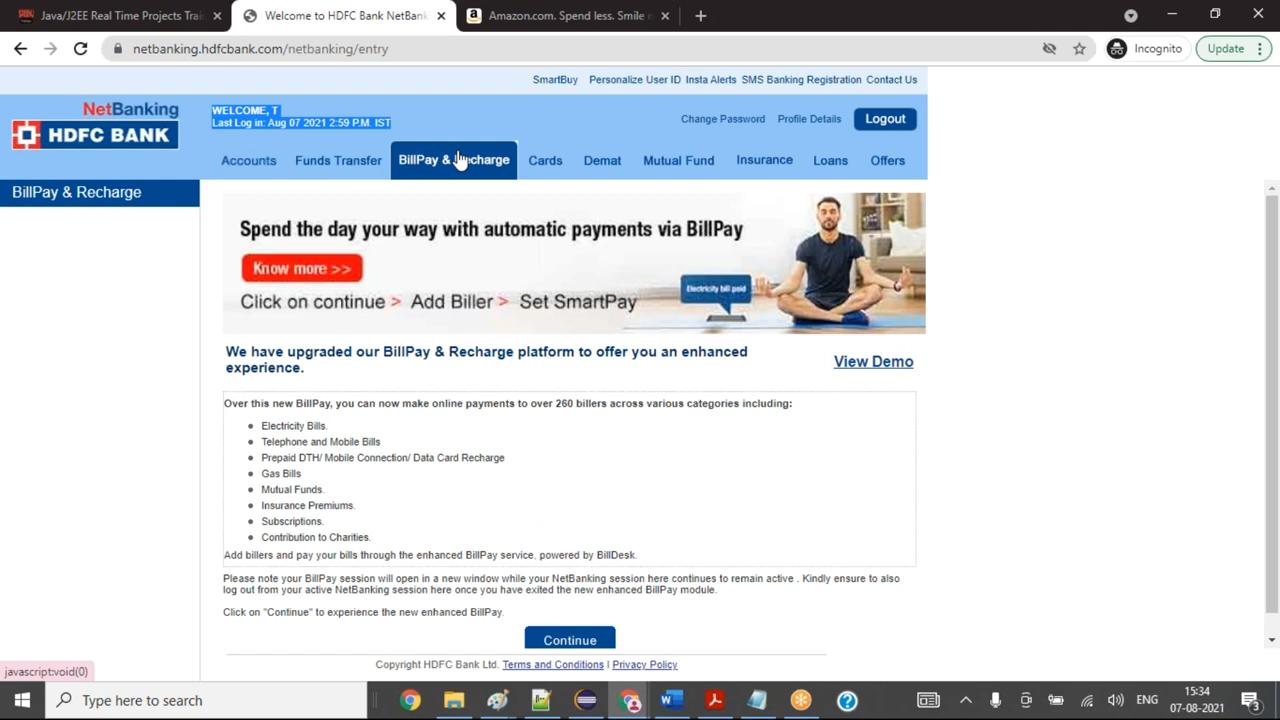 Java/J2EE Real Time Projects Trai
Welcome to HDFC Bank NetBank
Amazon.com. Spend less. Smile m
netbanking.hdfcbank.com/netbanking/entry
Incognito
Update
SmartBuy Personalize User ID Insta Alerts SMS Banking Registration Contact Us
NetBanking
HDFC BANK
WELCOME, T
Last Log in: Aug 07 2021 2:59 P.M. IST
Change Password Profile Details Logout
Accounts Funds Transfer BillPay & Recharge Cards Demat Mutual Fund Insurance Loans Offers
BillPay & Recharge
Spend the day your way with automatic payments via BillPay
Know more >>
Click on continue > Add Biller > Set SmartPay
Electricity bill paid
We have upgraded our BillPay & Recharge platform to offer you an enhanced
experience.
View Demo
Over this new BillPay, you can now make online payments to over 260 billers across various categories including:
Electricity Bills.
Telephone and Mobile Bills
Prepaid DTH/ Mobile Connection/ Data Card Recharge
Gas Bills
Mutual Funds.
Insurance Premiums.
Subscriptions.
Contribution to Charities.
Add billers and pay your bills through the enhanced BillPay service, powered by BillDesk.
Please note your BillPay session will open in a new window while your NetBanking session here continues to remain active . Kindly ensure to also
log out from your active NetBanking session here once you have exited the new enhanced BillPay module.
Click on "Continue" to experience the new enhanced BillPay.
Continue
Copyright HDFC Bank Ltd. Terms and Conditions | Privacy Policy
javascript:void(0)
Type here to search
ENG
15:34
07-08-2021
3